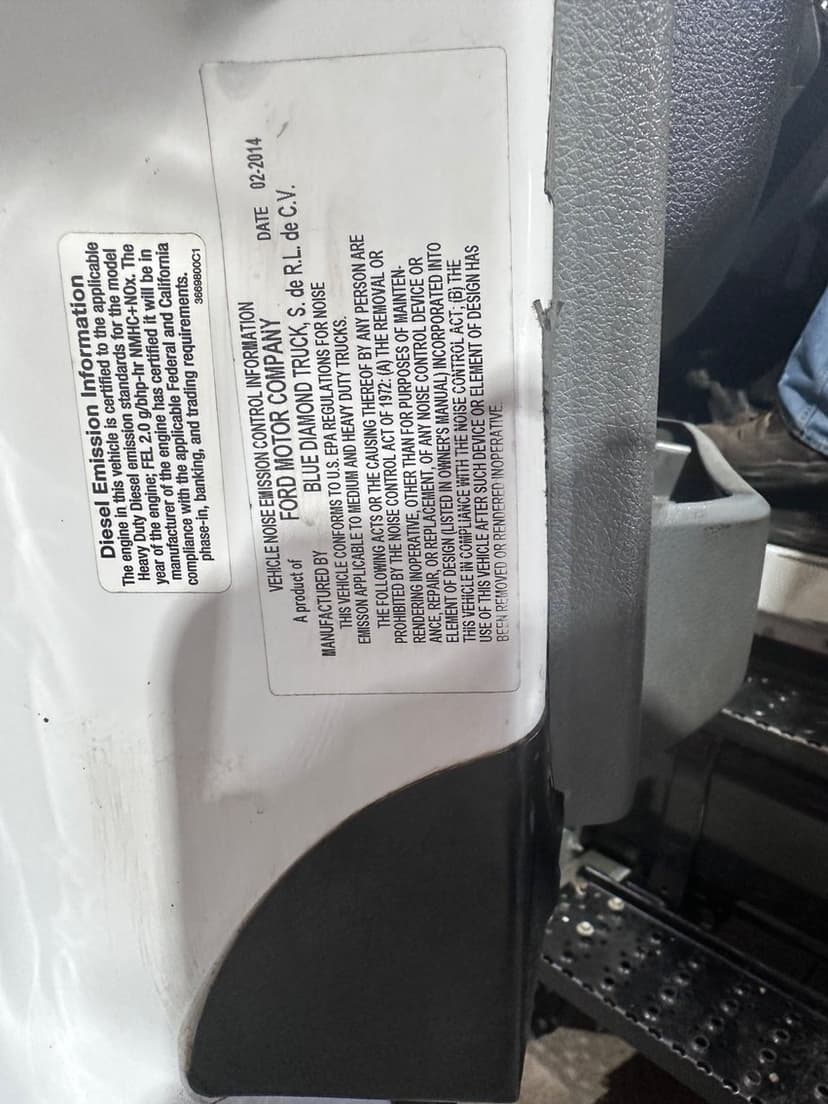 Diesel Emission Information
The engine in this vehicle is certified to the applicable
Heavy Duty Diesel emission standards for the model
year of the engine; FEL 2.0 g/bhp-hr NMHC+NOx. The
manufacturer of the engine has certified it will be in
compliance with the applicable Federal and California
phase-in, banking, and trading requirements.
3669800C1
VEHICLE NOISE EMISSION CONTROL INFORMATION
A product of FORD MOTOR COMPANY DATE 02-2014
MANUFACTURED BY BLUE DIAMOND TRUCK, S. de R.L. de C.V.
THIS VEHICLE CONFORMS TO U.S. EPA REGULATIONS FOR NOISE
EMISSON APPLICABLE TO MEDIUM AND HEAVY DUTY TRUCKS.
THE FOLLOWING ACTS OR THE CAUSING THEREOF BY ANY PERSON ARE
PROHIBITED BY THE NOISE CONTROL ACT OF 1972: (A) THE REMOVAL OR
RENDERING INOPERATIVE, OTHER THAN FOR PURPOSES OF MAINTEN-
ANCE, REPAIR, OR REPLACEMENT, OF ANY NOISE CONTROL DEVICE OR
ELEMENT OF DESIGN (LISTED IN OWNER'S MANUAL) INCORPORATED INTO
THIS VEHICLE IN COMPLIANCE WITH THE NOISE CONTROL ACT; (B) THE
USE OF THIS VEHICLE AFTER SUCH DEVICE OR ELEMENT OF DESIGN HAS
BEEN REMOVED OR RENDERED INOPERATIVE.